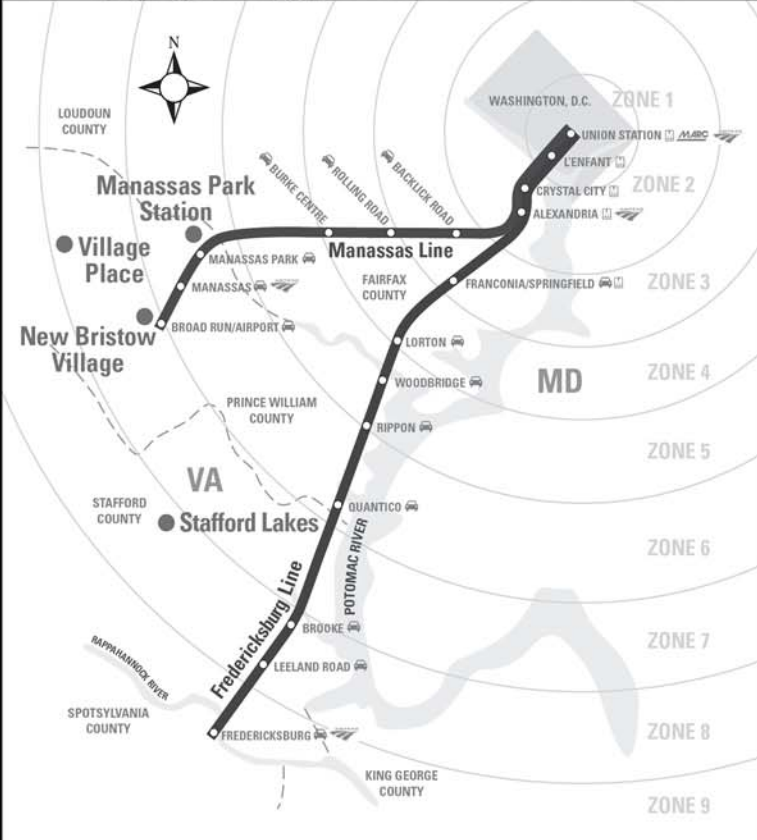 N
WASHINGTON, D.C.
ZONE 1
LOUDOUN
COUNTY
UNION STATION M MARC
L'ENFANT M
BURKE CENTRE
ROLLING ROAD
BACKLICK ROAD
Manassas Park
Station
CRYSTAL CITY M
ZONE 2
ALEXANDRIA M
Village
Place
Manassas Line
MANASSAS PARK
FAIRFAX
COUNTY
FRANCONIA/SPRINGFIELD M
ZONE 3
MANASSAS
New Bristow
Village
BROAD RUN/AIRPORT
LORTON
MD
ZONE 4
WOODBRIDGE
PRINCE WILLIAM
COUNTY
RIPPON
ZONE 5
VA
STAFFORD
COUNTY
Stafford Lakes
QUANTICO
ZONE 6
POTOMAC RIVER
Fredericksburg Line
BROOKE
ZONE 7
RAPPAHANNOCK RIVER
LEELAND ROAD
SPOTSYLVANIA
COUNTY
FREDERICKSBURG
ZONE 8
KING GEORGE
COUNTY
ZONE 9